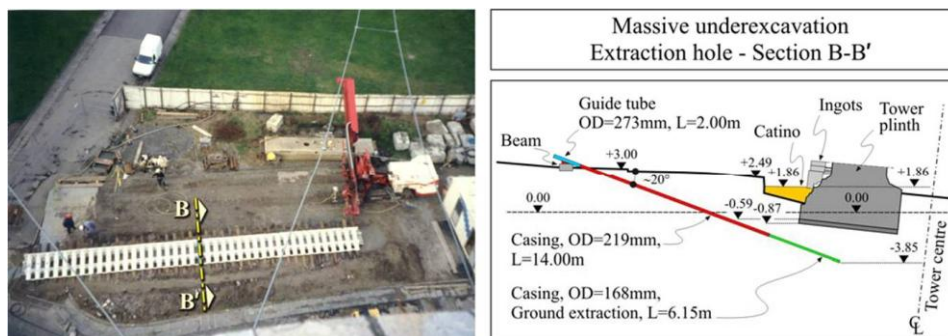 B
B'
Massive underexcavation
Extraction hole - Section B-B'
Guide tube
OD=273mm, L=2.00m
Ingots
Tower
plinth
Catino
Beam
+3.00
+2.49
+1.86
+1.86
~20°
0.00
-0.59
-0.87
0.00
Casing, OD=219mm,
L=14.00m
-3.85
Casing, OD=168mm,
Ground extraction, L=6.15m
Tower centre
℄